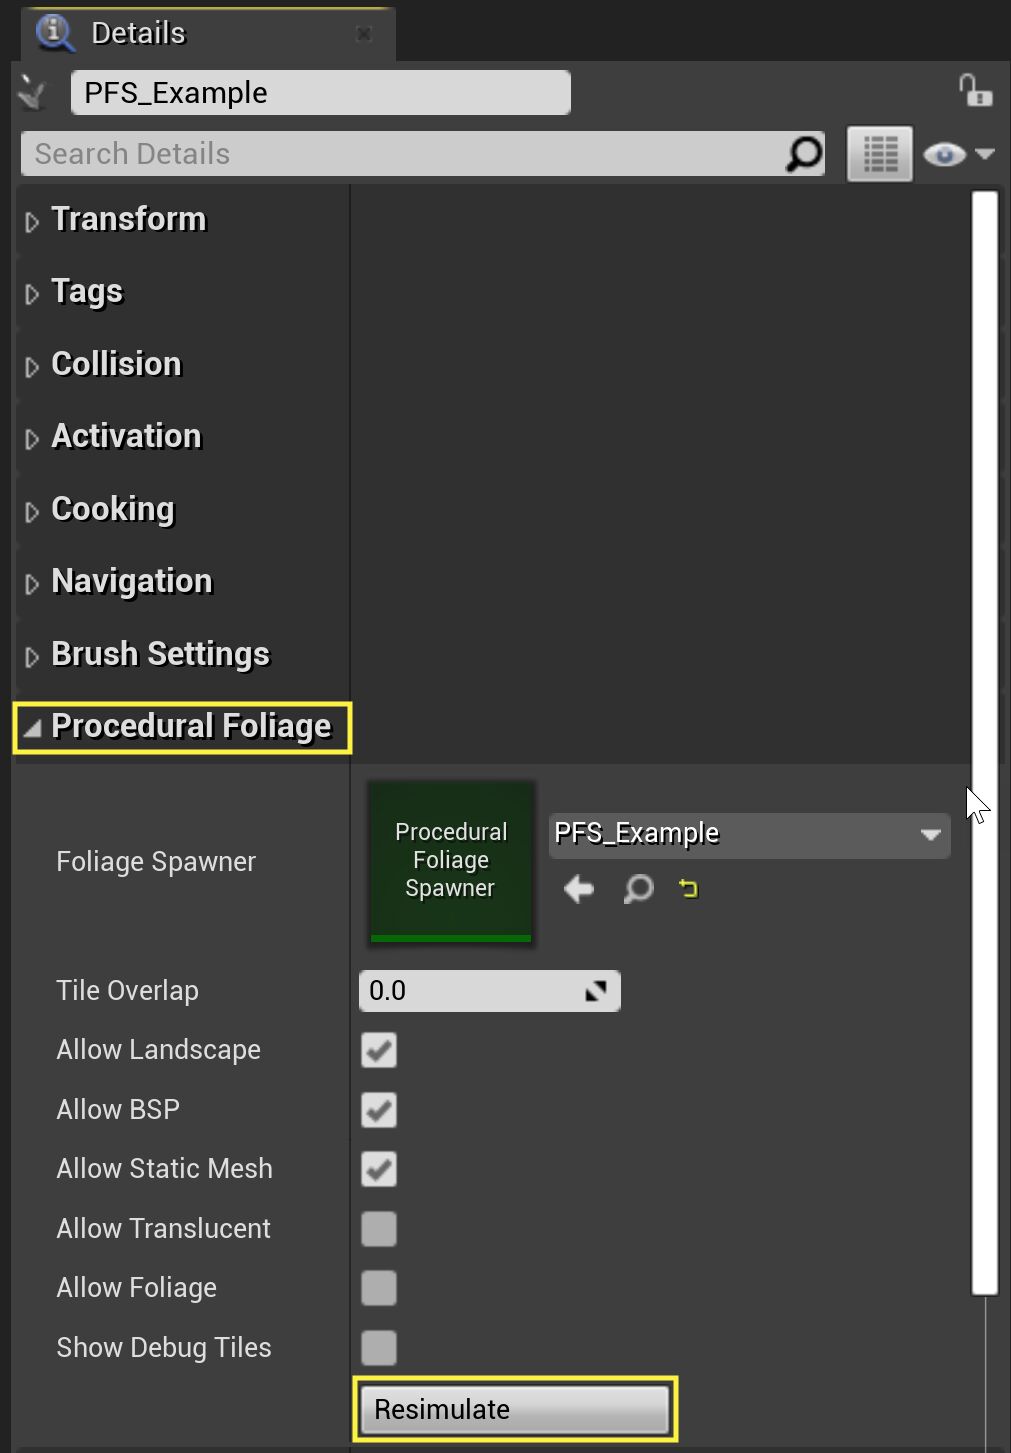 Details
PFS_Example
Search Details
Transform
Tags
Collision
Activation
Cooking
Navigation
Brush Settings
Procedural Foliage
Foliage Spawner
Procedural
Foliage
Spawner
PFS_Example
Tile Overlap
0.0
Allow Landscape
Allow BSP
Allow Static Mesh
Allow Translucent
Allow Foliage
Show Debug Tiles
Resimulate